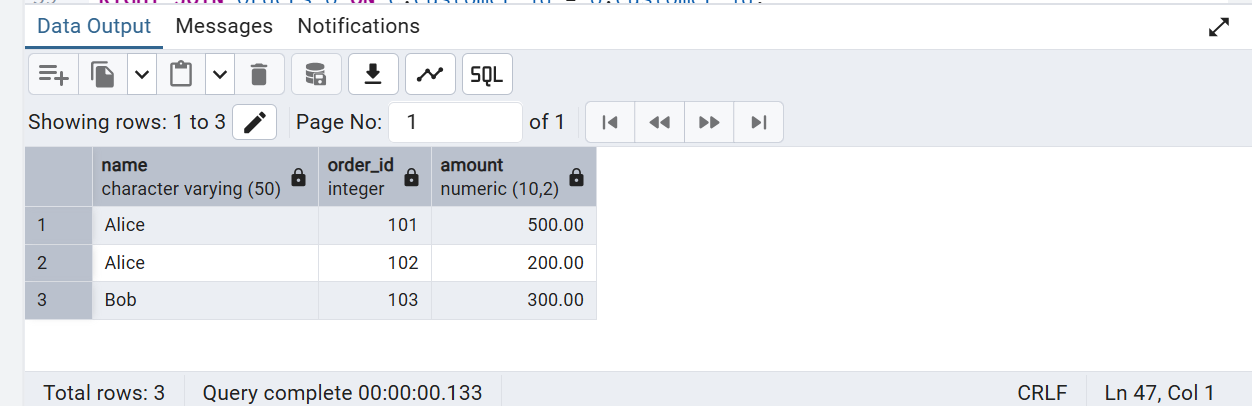 Data Output Messages Notifications
SQL
Showing rows: 1 to 3 Page No: 1 of 1
name order_id amount
character varying (50) integer numeric (10,2)
1 Alice 101 500.00
2 Alice 102 200.00
3 Bob 103 300.00
Total rows: 3 Query complete 00:00:00.133 CRLF Ln 47, Col 1